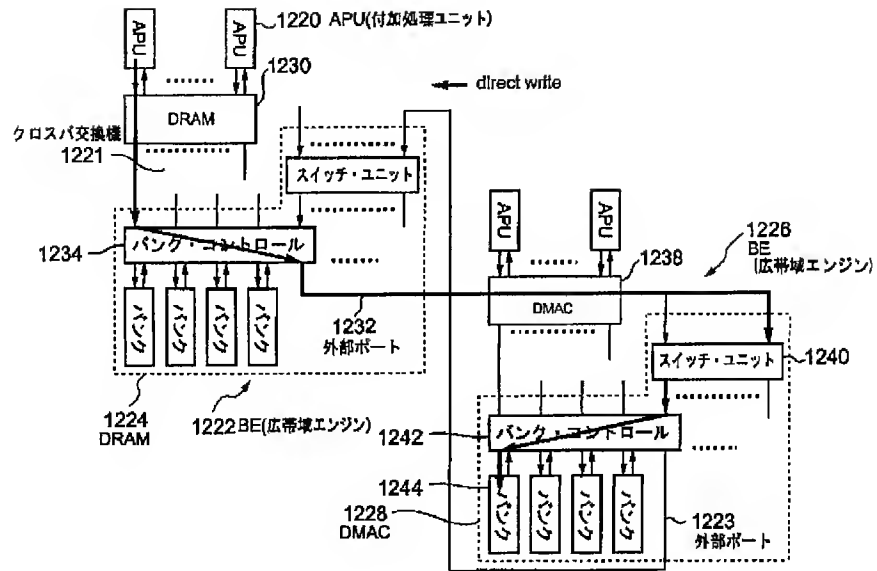 APU
APU
1220 APU(付加処理ユニット)
1230
direct write
DRAM
クロスバ交換機
1221
スイッチ・ユニット
1234
バンク・コントロール
APU
APU
1226
BE
(広帯域エンジン)
1238
DMAC
バンク
バンク
バンク
バンク
1232
外部ポート
スイッチ・ユニット
1240
1224
DRAM
1222 BE(広帯域エンジン)
1242
バンク・コントロール
1244
バンク
バンク
バンク
バンク
1228
DMAC
1223
外部ポート